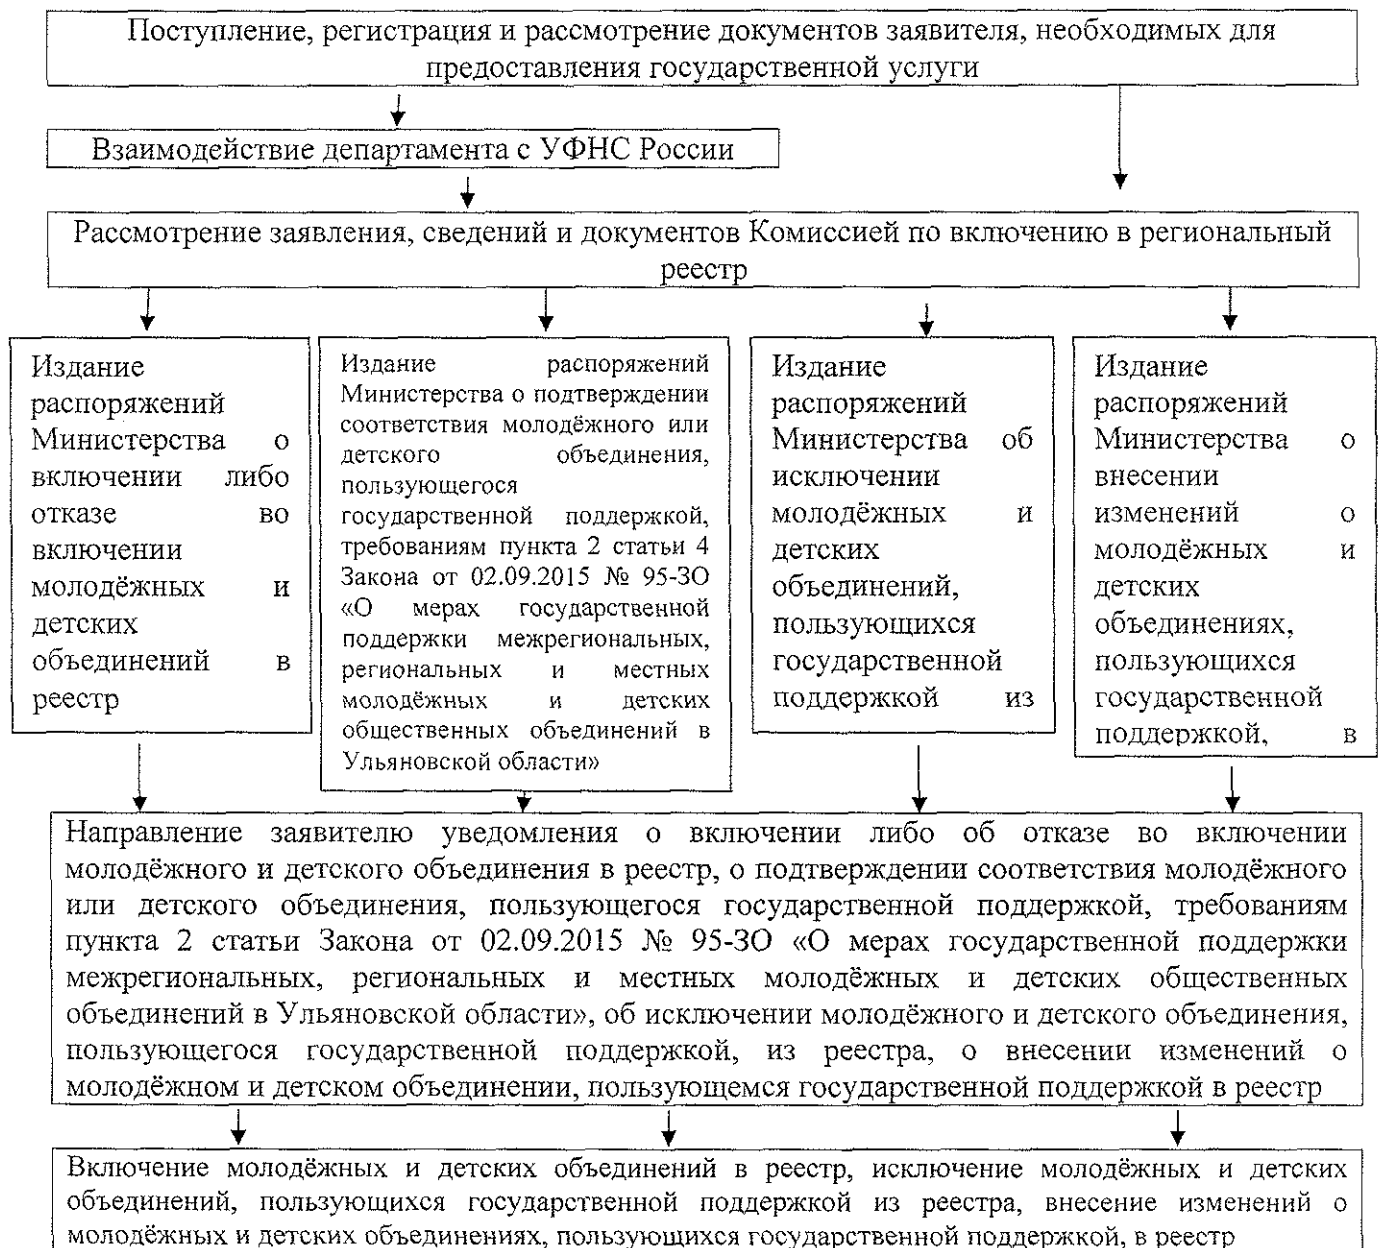 Поступление, регистрация и рассмотрение документов заявителя, необходимых для
предоставления государственной услуги
Взаимодействие департамента с УФНС России
Рассмотрение заявления, сведений и документов Комиссией по включению в региональный
реестр
Издание
распоряжений
Министерства о
включении либо
отказе во
включении
молодёжных и
детских
объединений в
реестр
Издание распоряжений
Министерства о подтверждении
соответствия молодёжного или
детского объединения,
пользующегося
государственной поддержкой,
требованиям пункта 2 статьи 4
Закона от 02.09.2015 № 95-ЗО
«О мерах государственной
поддержки межрегиональных,
региональных и местных
молодёжных и детских
общественных объединений в
Ульяновской области»
Издание
распоряжений
Министерства об
исключении
молодёжных и
детских
объединений,
пользующихся
государственной
поддержкой из
Издание
распоряжений
Министерства о
внесении
изменений о
молодёжных и
детских
объединениях,
пользующихся
государственной
поддержкой, в
Направление заявителю уведомления о включении либо об отказе во включении
молодёжного и детского объединения в реестр, о подтверждении соответствия молодёжного
или детского объединения, пользующегося государственной поддержкой, требованиям
пункта 2 статьи Закона от 02.09.2015 № 95-ЗО «О мерах государственной поддержки
межрегиональных, региональных и местных молодёжных и детских общественных
объединений в Ульяновской области», об исключении молодёжного и детского объединения,
пользующегося государственной поддержкой, из реестра, о внесении изменений о
молодёжном и детском объединении, пользующемся государственной поддержкой в реестр
Включение молодёжных и детских объединений в реестр, исключение молодёжных и детских
объединений, пользующихся государственной поддержкой из реестра, внесение изменений о
молодёжных и детских объединениях, пользующихся государственной поддержкой, в реестр